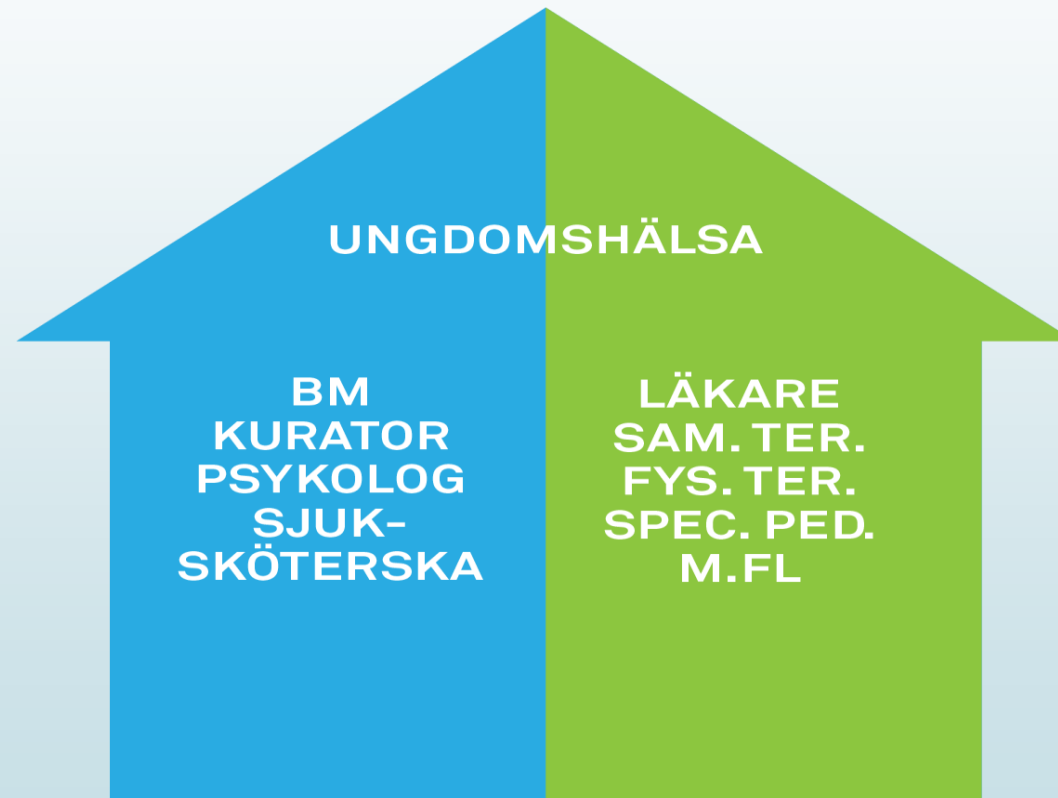 UNGDOMSHÄLSA
BM
KURATOR
PSYKOLOG
SJUK-
SKÖTERSKA
LÄKARE
SAM. TER.
FYS. TER.
SPEC. PED.
M.FL